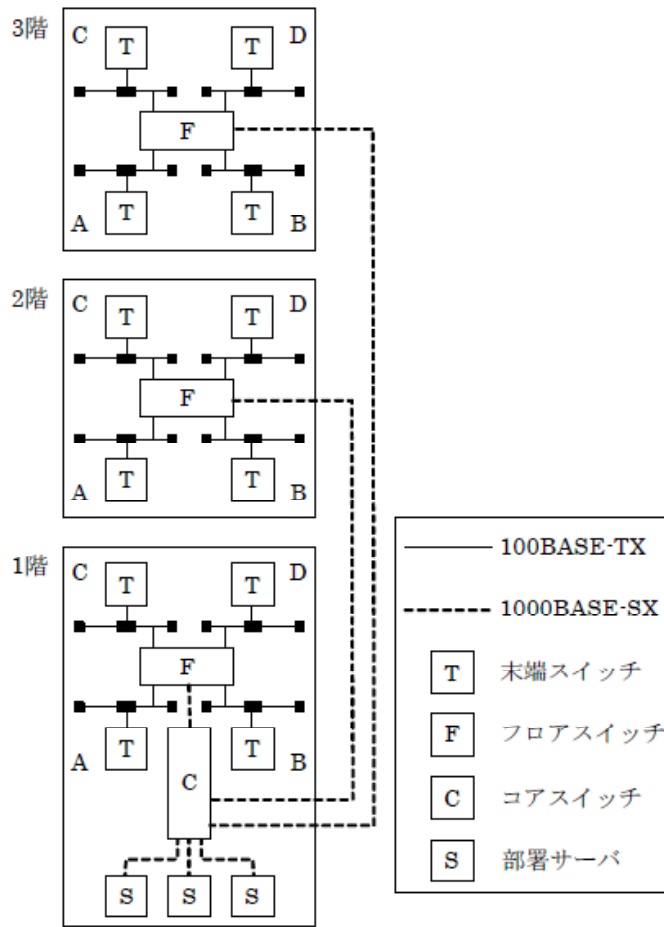 3階
C T T D
F
A T T B
2階
C T T D
F
A T T B
1階
C T T D
F
A T T B
C
S S S
100BASE-TX
1000BASE-SX
T 末端スイッチ
F フロアスイッチ
C コアスイッチ
S 部署サーバ